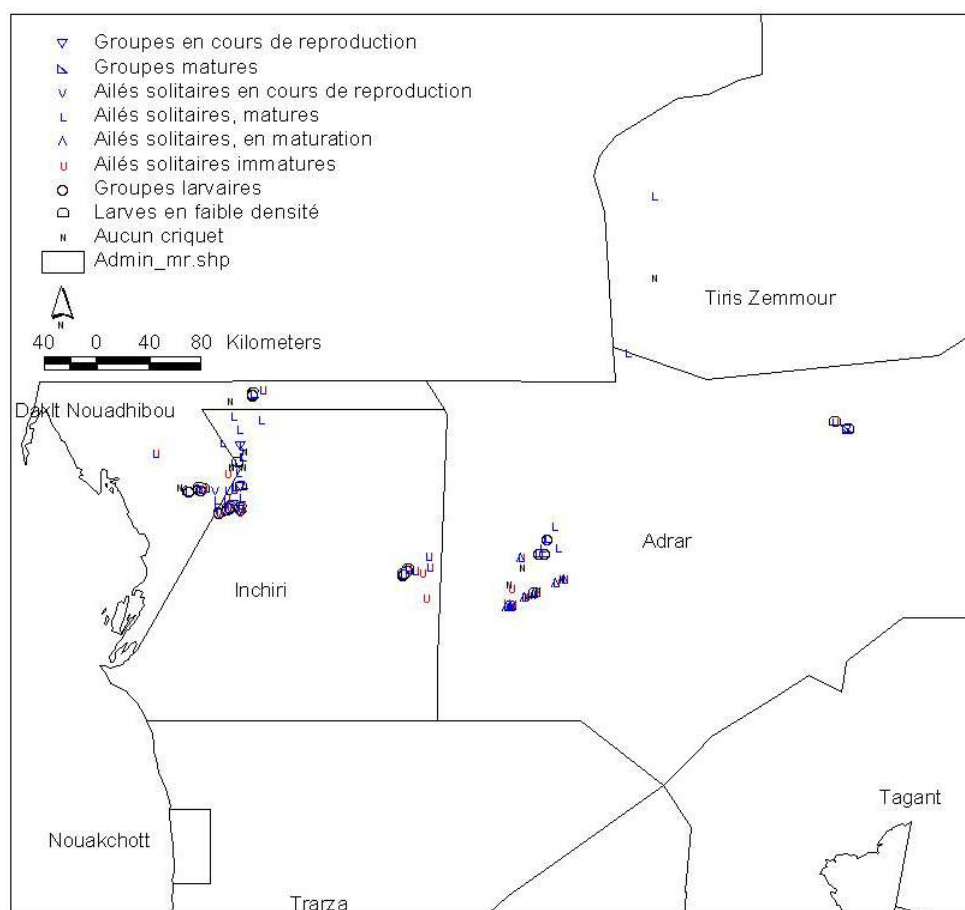 Groupes en cours de reproduction
Groupes matures
Ailés solitaires en cours de reproduction
Ailés solitaires, matures
Ailés solitaires, en maturation
Ailés solitaires immatures
Groupes larvaires
Larves en faible densité
N Aucun criquet
Admin_mr.shp
N
40 0 40 80 Kilometers
Tiris Zemmour
Daklt Nouadhibou
Adrar
Inchiri
Tagant
Nouakchott
Trarza